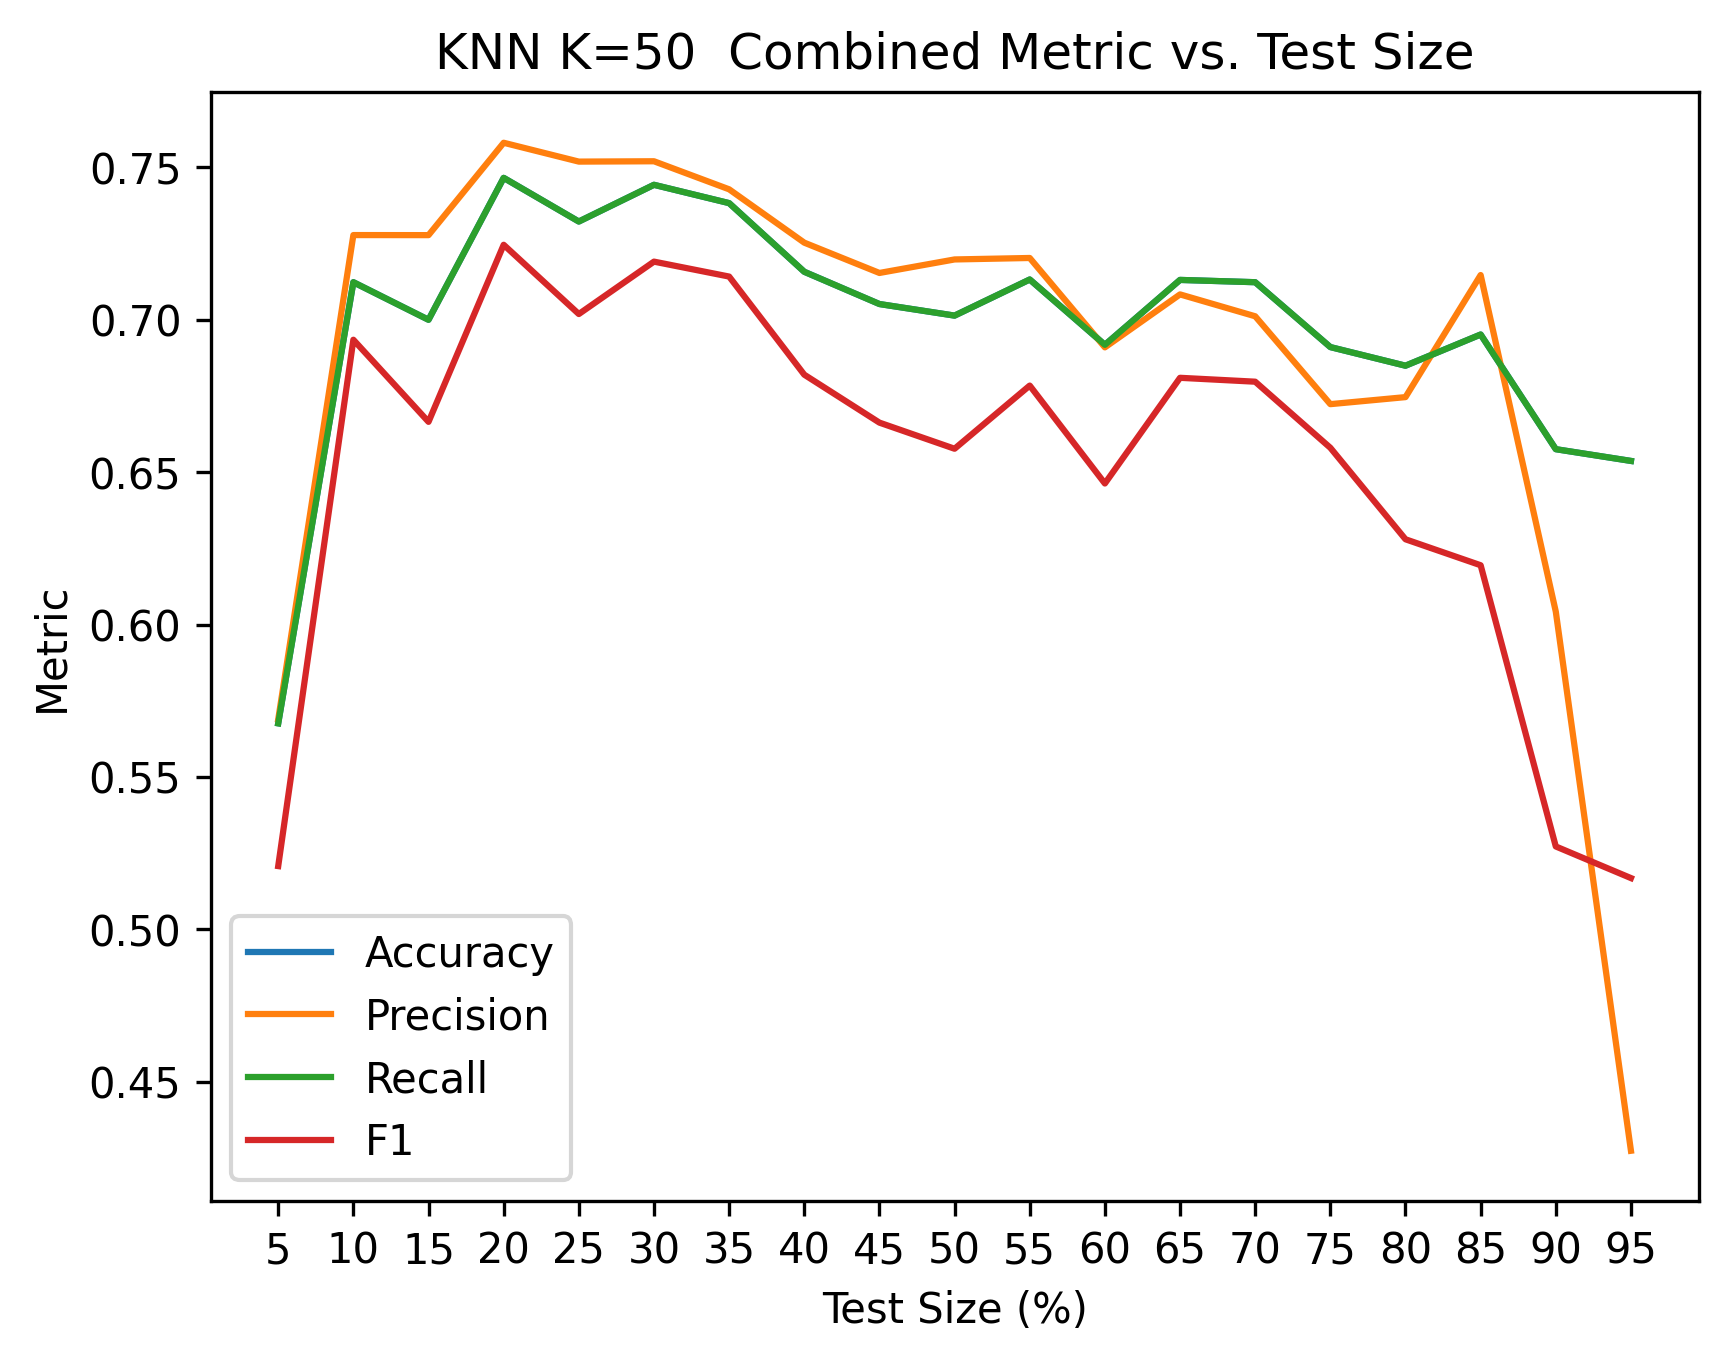 KNN K=50  Combined Metric vs. Test Size
Metric
0.75
0.70
0.65
0.60
0.55
0.50
0.45
Accuracy
Precision
Recall
F1
5 10 15 20 25 30 35 40 45 50 55 60 65 70 75 80 85 90 95
Test Size (%)